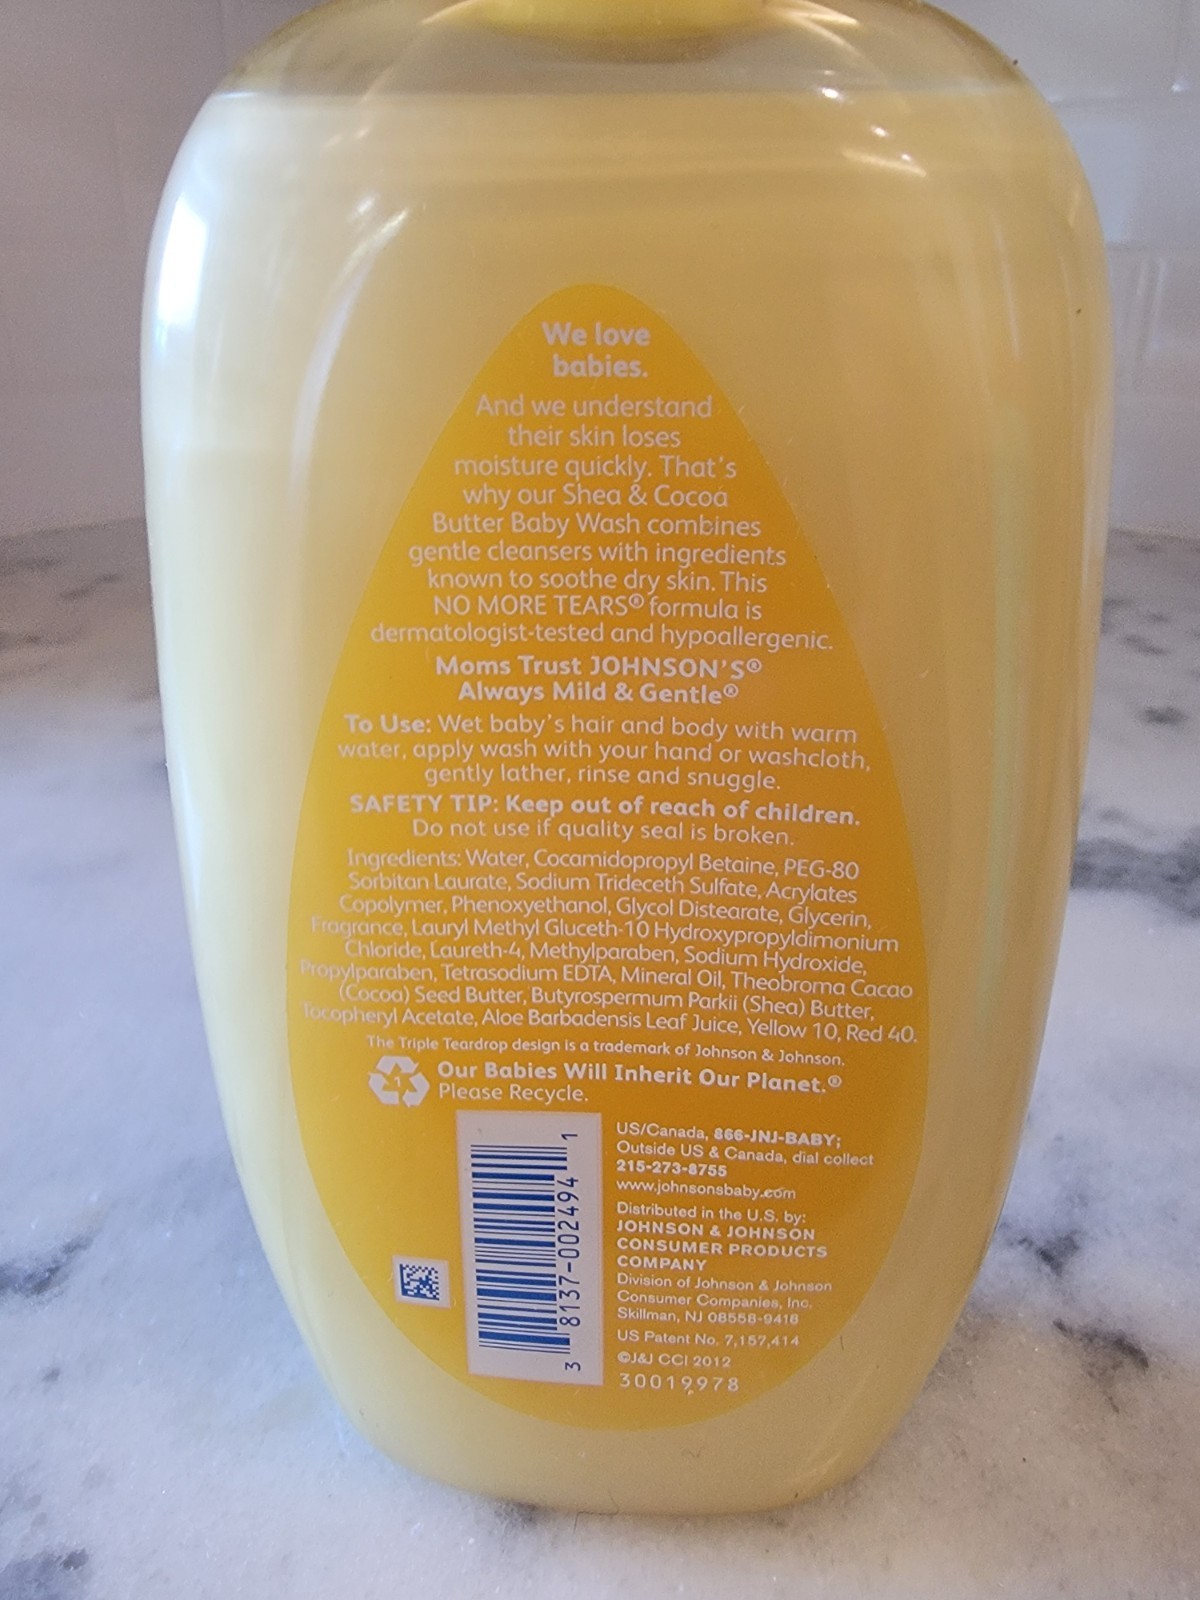 We love
babies.
And we understand
their skin loses
moisture quickly. That's
why our Shea & Cocoa
Butter Baby Wash combines
gentle cleansers with ingredients
known to soothe dry skin. This
NO MORE TEARS® formula is
dermatologist-tested and hypoallergenic.
Moms Trust JOHNSON'S®
Always Mild & Gentle®
To Use: Wet baby's hair and body with warm
water, apply wash with your hand or washcloth,
gently lather, rinse and snuggle.
SAFETY TIP: Keep out of reach of children.
Do not use if quality seal is broken.
Ingredients: Water, Cocamidopropyl Betaine, PEG-80
Sorbitan Laurate, Sodium Trideceth Sulfate, Acrylates
Copolymer, Phenoxyethanol, Glycol Distearate, Glycerin,
Fragrance, Lauryl Methyl Gluceth-10 Hydroxypropyldimonium
Chloride, Laureth-4, Methylparaben, Sodium Hydroxide,
Propylparaben, Tetrasodium EDTA, Mineral Oil, Theobroma Cacao
(Cocoa) Seed Butter, Butyrospermum Parkii (Shea) Butter,
Tocopheryl Acetate, Aloe Barbadensis Leaf Juice, Yellow 10, Red 40.
The Triple Teardrop design is a trademark of Johnson & Johnson.
1
Our Babies Will Inherit Our Planet.®
Please Recycle.
3 8137-002494 1
US/Canada, 866-JNJ-BABY;
Outside US & Canada, dial collect
215-273-8755
www.johnsonsbaby.com
Distributed in the U.S. by:
JOHNSON & JOHNSON
CONSUMER PRODUCTS
COMPANY
Division of Johnson & Johnson
Consumer Companies, Inc.
Skillman, NJ 08558-9418
US Patent No. 7,157,414
©J&J CCI 2012
30019978